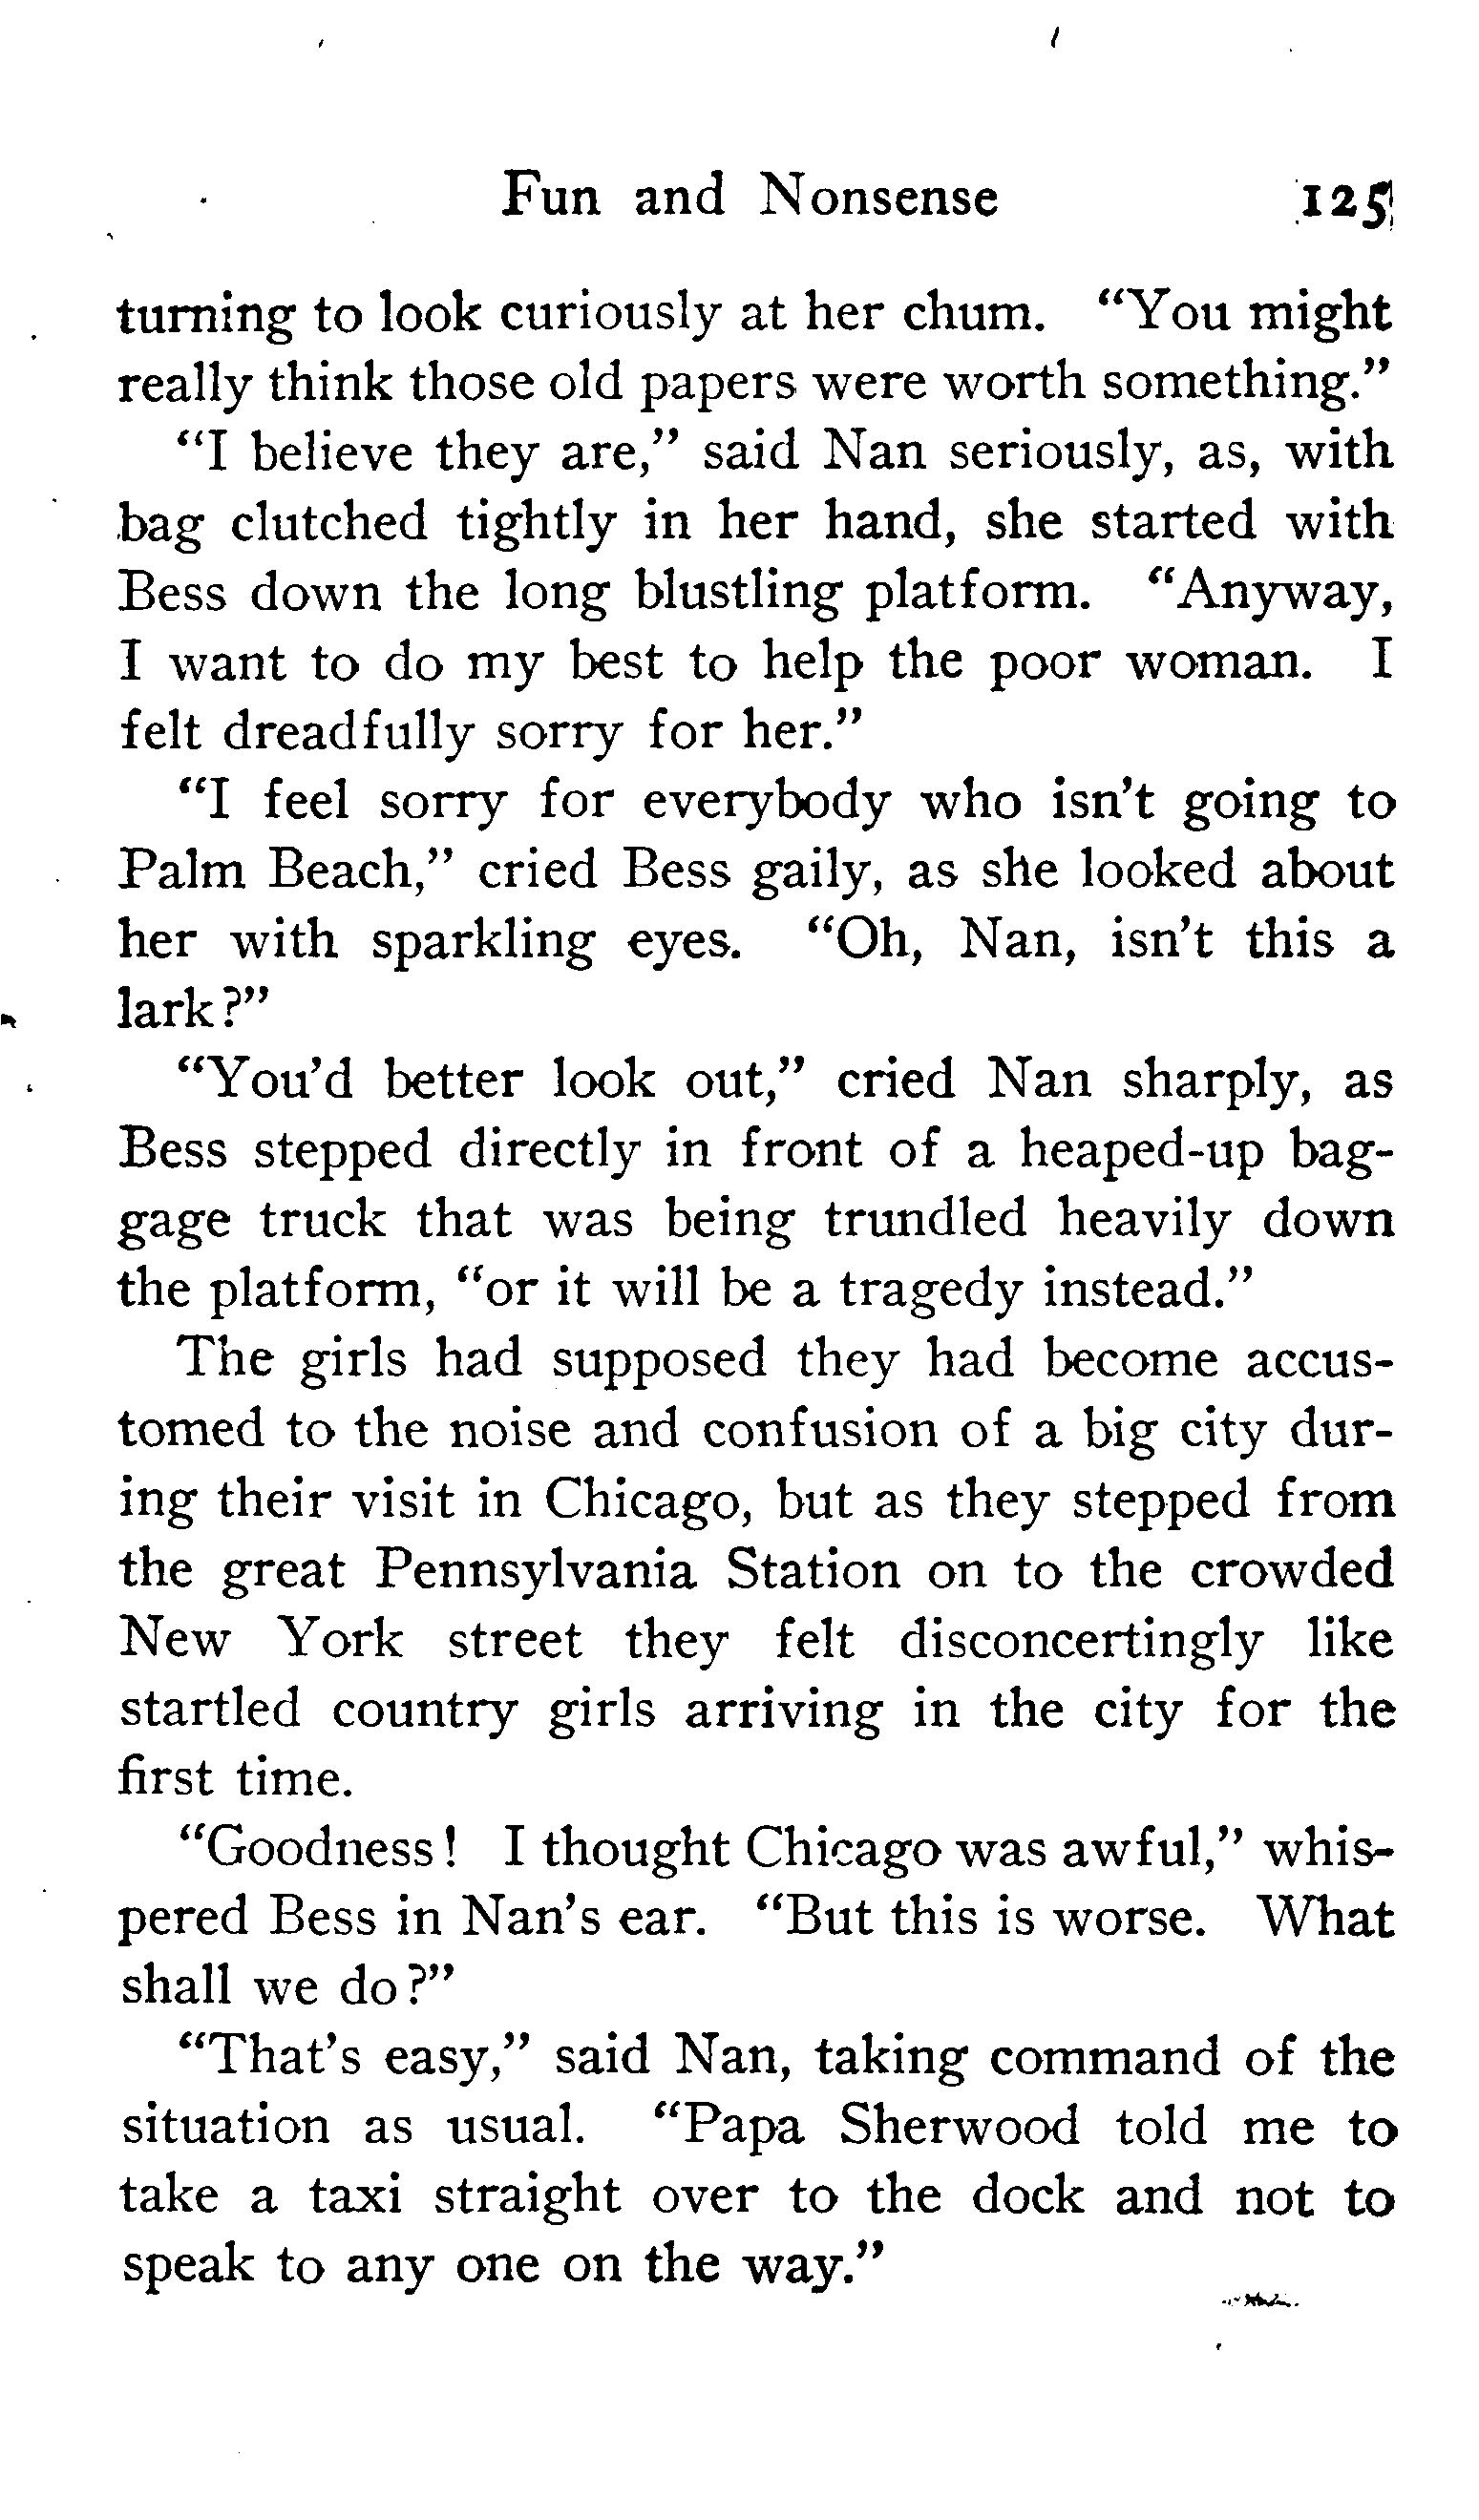 Fun and Nonsense 125
turning to look curiously at her chum. "You might
really think those old papers were worth something."
"I believe they are," said Nan seriously, as, with
bag clutched tightly in her hand, she started with
Bess down the long blustling platform. "Anyway,
I want to do my best to help the poor woman. I
felt dreadfully sorry for her."
"I feel sorry for everybody who isn't going to
Palm Beach," cried Bess gaily, as she looked about
her with sparkling eyes. "Oh, Nan, isn't this a
lark?"
"You'd better look out," cried Nan sharply, as
Bess stepped directly in front of a heaped-up bag-
gage truck that was being trundled heavily down
the platform, "or it will be a tragedy instead."
The girls had supposed they had become accus-
tomed to the noise and confusion of a big city dur-
ing their visit in Chicago, but as they stepped from
the great Pennsylvania Station on to the crowded
New York street they felt disconcertingly like
startled country girls arriving in the city for the
first time.
"Goodness! I thought Chicago was awful," whis-
pered Bess in Nan's ear. "But this is worse. What
shall we do?"
"That's easy," said Nan, taking command of the
situation as usual. "Papa Sherwood told me to
take a taxi straight over to the dock and not to
speak to any one on the way."